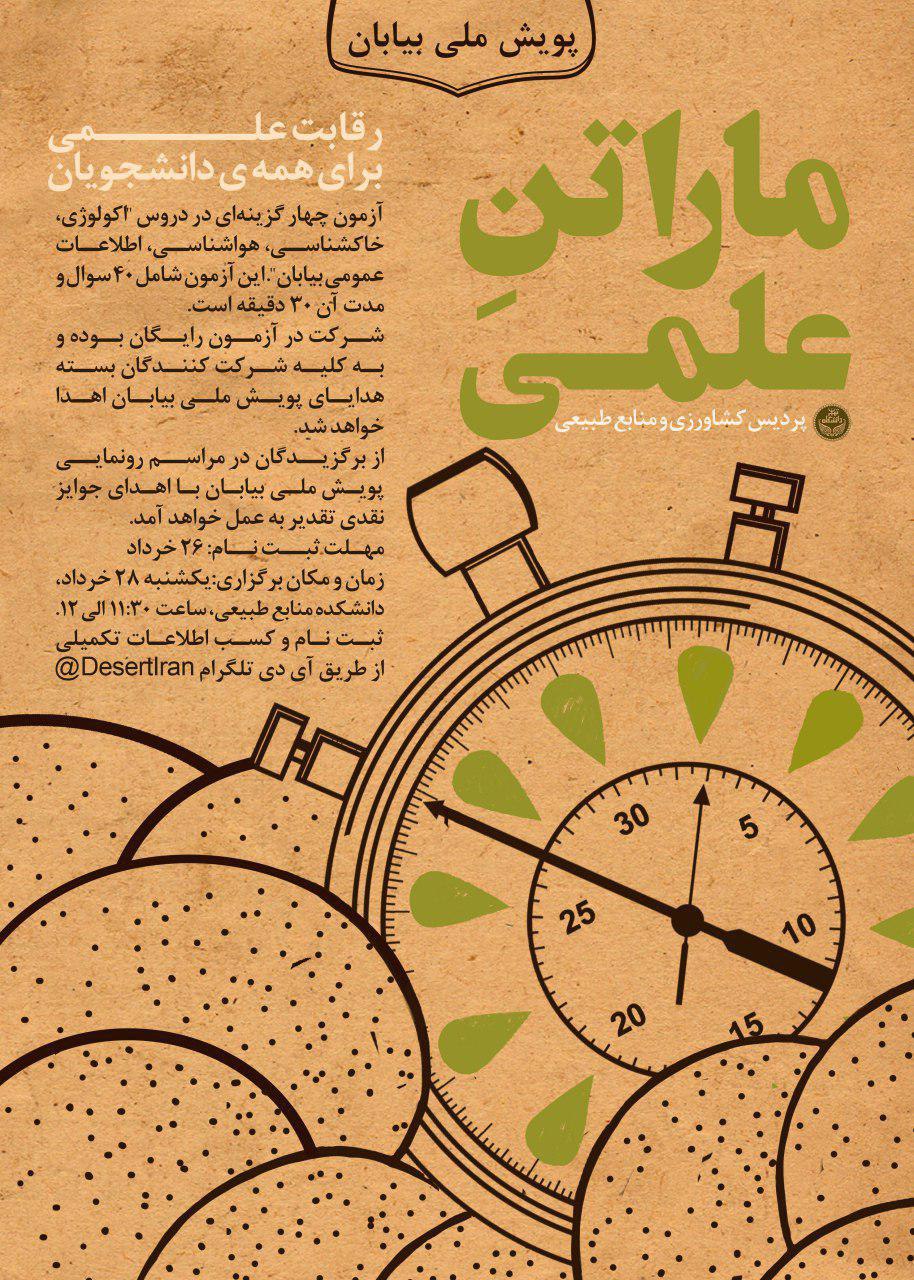 پویش ملی بیابان
ماراتنِ
علمی
پردیس کشاورزی و منابع طبیعی
رقابت علمی
برای همه ی دانشجویان
آزمون چهار گزینه‌ای در دروس "اکولوژی،
خاکشناسی، هواشناسی، اطلاعات
عمومی بیابان". این آزمون شامل ۴۰ سوال و
مدت آن ۳۰ دقیقه است.
شرکت در آزمون رایگان بوده و
به کلیه شرکت کنندگان بسته
هدایای پویش ملی بیابان اهدا
خواهد شد.
از برگزیدگان در مراسم رونمایی
پویش ملی بیابان با اهدای جوایز
نقدی تقدیر به عمل خواهد آمد.
مهلت ثبت نام: ۲۶ خرداد
زمان و مکان برگزاری: یکشنبه ۲۸ خرداد،
دانشکده منابع طبیعی، ساعت ۱۱:۳۰ الی ۱۲.
ثبت نام و کسب اطلاعات تکمیلی
از طریق آی دی تلگرام @DesertIran
30
5
25
10
20
15